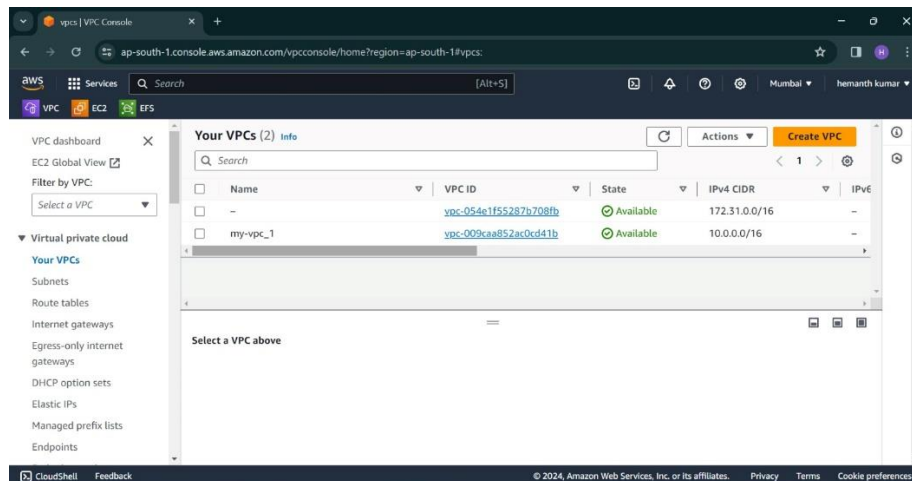 vpcs | VPC Console
ap-south-1.console.aws.amazon.com/vpcconsole/home?region=ap-south-1#vpcs:
H
aws Services Search [Alt+S] Mumbai hemanth kumar
VPC EC2 EFS
VPC dashboard
EC2 Global View
Filter by VPC:
Select a VPC
Virtual private cloud
Your VPCs
Subnets
Route tables
Internet gateways
Egress-only internet
gateways
DHCP option sets
Elastic IPs
Managed prefix lists
Endpoints
Your VPCs (2) Info Actions Create VPC
Search 1
Name VPC ID State IPv4 CIDR IPv6
– vpc-054e1f55287b708fb Available 172.31.0.0/16 –
my-vpc_1 vpc-009caa852ac0cd41b Available 10.0.0.0/16 –
Select a VPC above
CloudShell Feedback © 2024, Amazon Web Services, Inc. or its affiliates. Privacy Terms Cookie preferences